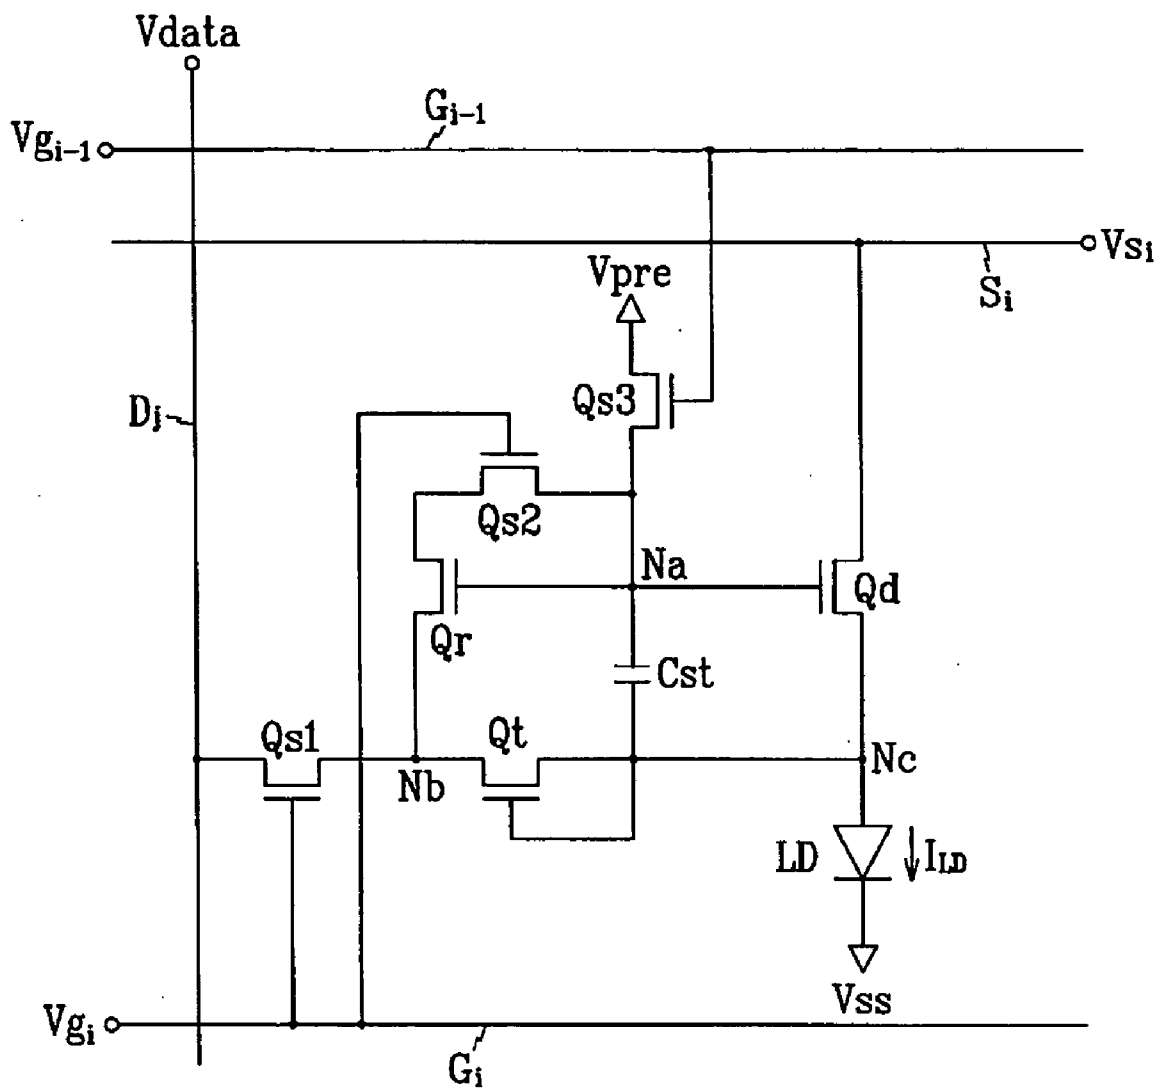 Vdata
Gi-1
Vgi-1
Vsi
Si
Vpre
Qs3
Dj
Qs2
Na
Qd
Qr
Cst
Qs1
Qt
Nb
Nc
LD
ILD
Vss
Vgi
Gi